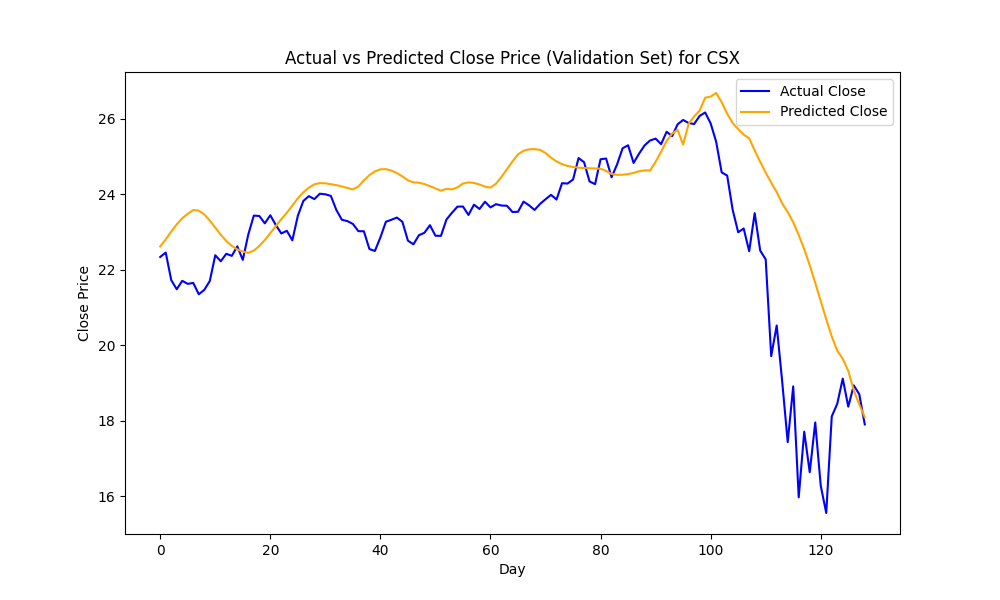 Actual vs Predicted Close Price (Validation Set) for CSX
Actual Close
Predicted Close
Close Price
26
24
22
20
18
16
0 20 40 60 80 100 120
Day